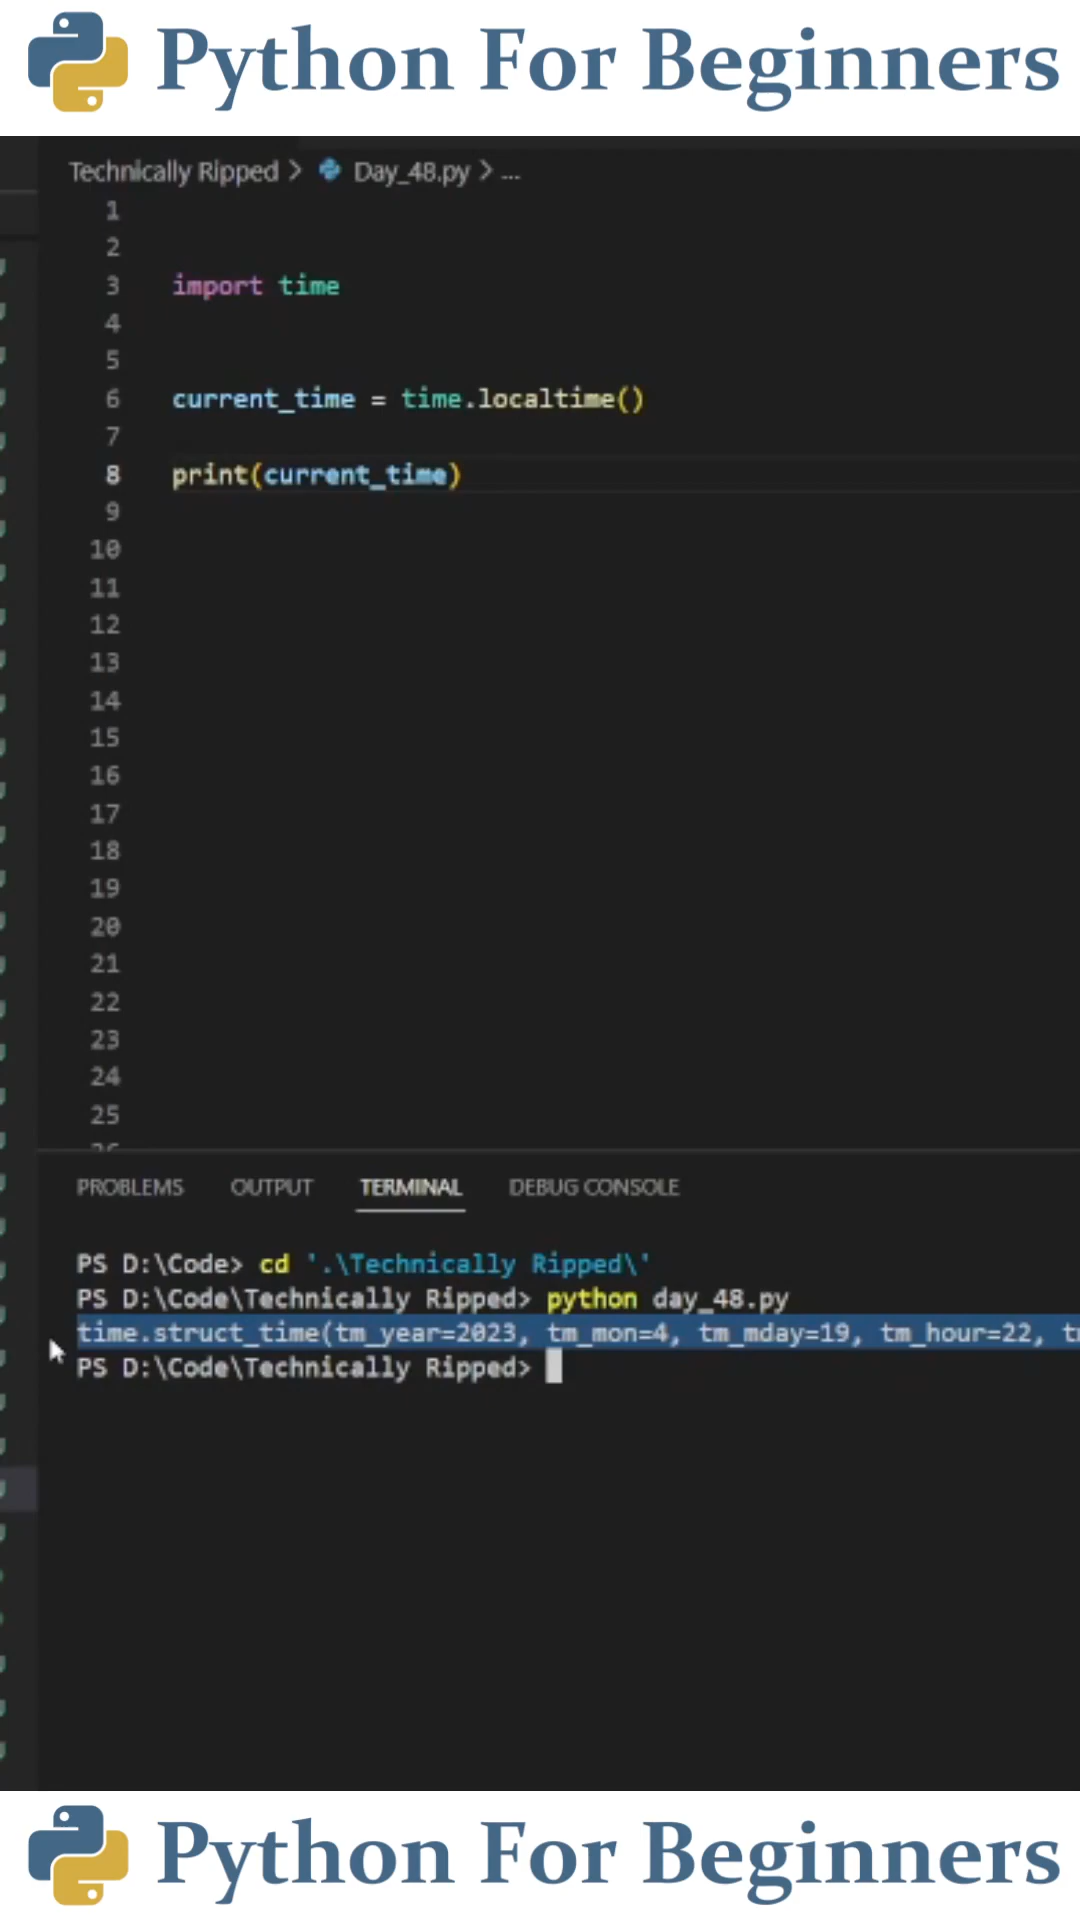 Python For Beginners
Technically Ripped > Day_48.py > ...
1
2
3 import time
4
5
6 current_time = time.localtime()
7
8 print(current_time)
9
10
11
12
13
14
15
16
17
18
19
20
21
22
23
24
25
PROBLEMS OUTPUT TERMINAL DEBUG CONSOLE
PS D:\Code> cd '.\Technically Ripped\'
PS D:\Code\Technically Ripped> python day_48.py
time.struct_time(tm_year=2023, tm_mon=4, tm_mday=19, tm_hour=22,
PS D:\Code\Technically Ripped>
Python For Beginners